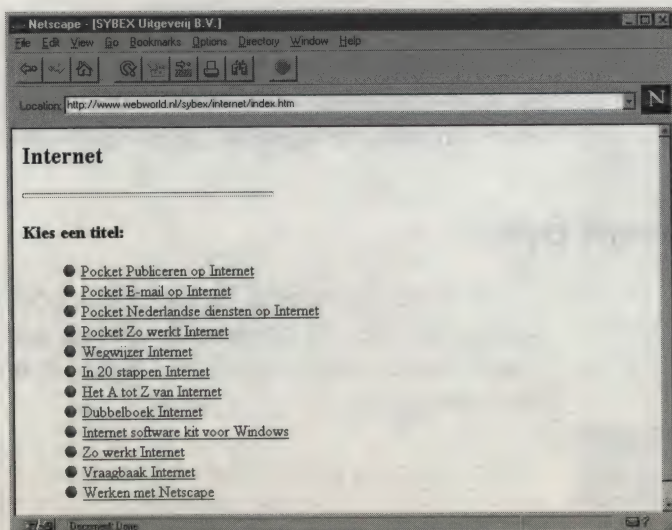 Netscape - [SYBEX Uitgeverij B.V.]
File Edit View Go Bookmarks Options Directory Window Help
Location: http://www.webworld.nl/sybex/internet/index.htm
N
Internet
Kies een titel:
Pocket Publiceren op Internet
Pocket E-mail op Internet
Pocket Nederlandse diensten op Internet
Pocket Zo werkt Internet
Wegwijzer Internet
In 20 stappen Internet
Het A tot Z van Internet
Dubbelboek Internet
Internet software kit voor Windows
Zo werkt Internet
Vraagbaak Internet
Werken met Netscape
Document: Done